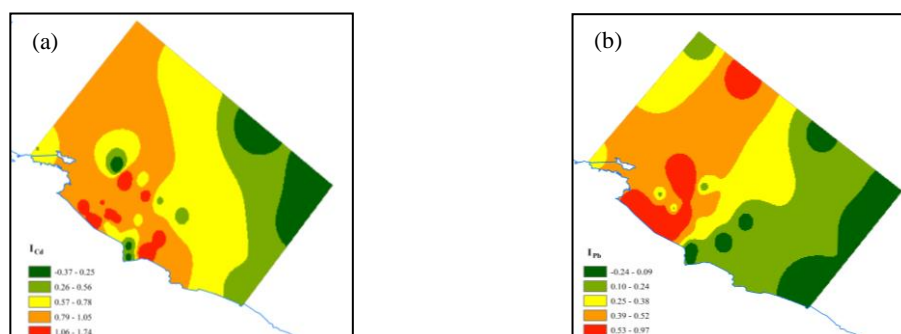 (a)
I Cd
-0.37 - 0.25
0.26 - 0.56
0.57 - 0.78
0.79 - 1.05
1.06 - 1.74
(b)
I Pb
-0.24 - 0.09
0.10 - 0.24
0.25 - 0.38
0.39 - 0.52
0.53 - 0.97